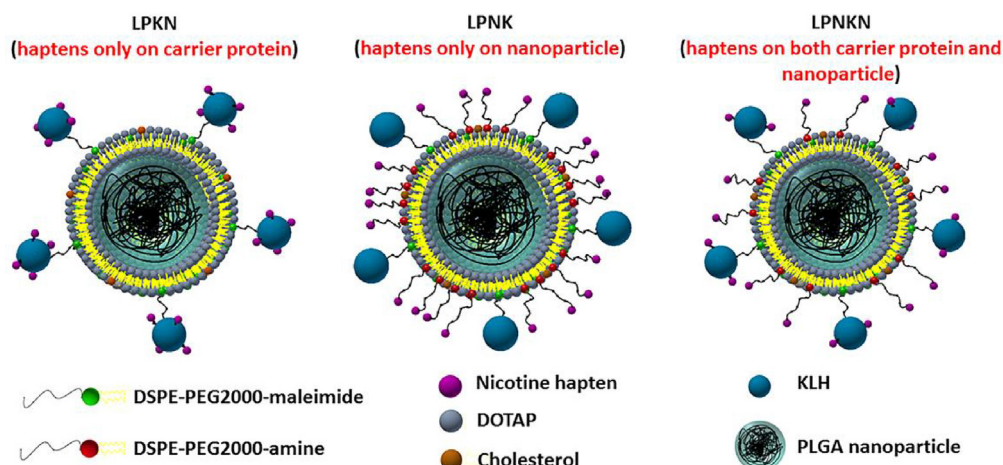 LPKN
(haptens only on carrier protein)
LPNK
(haptens only on nanoparticle)
LPNKN
(haptens on both carrier protein and
nanoparticle)
DSPE-PEG2000-maleimide
DSPE-PEG2000-amine
Nicotine hapten
DOTAP
Cholesterol
KLH
PLGA nanoparticle